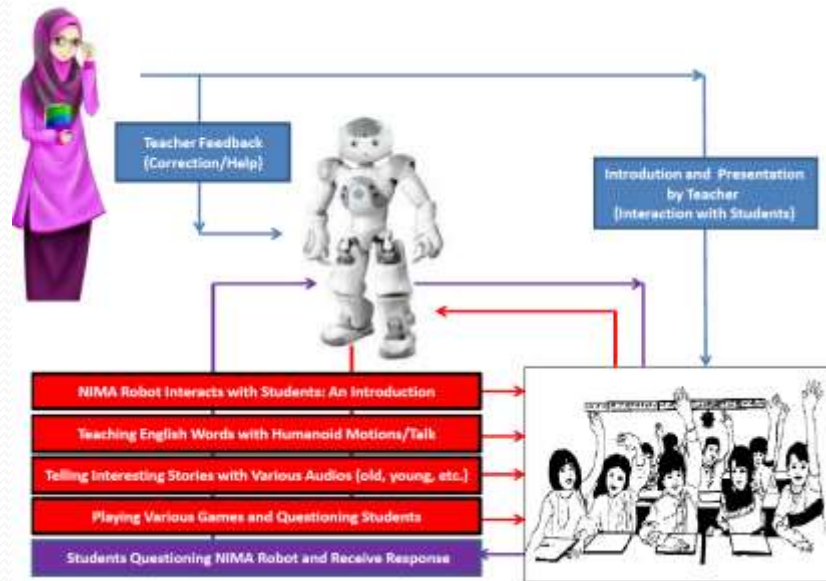 Teacher Feedback
(Correction/Help)
Introdution and Presentation
by Teacher
(Interaction with Students)
NIMA Robot Interacts with Students: An Introduction
Teaching English Words with Humanoid Motions/Talk
Telling Interesting Stories with Various Audios (old, young, etc.)
Playing Various Games and Questioning Students
Students Questioning NIMA Robot and Receive Response